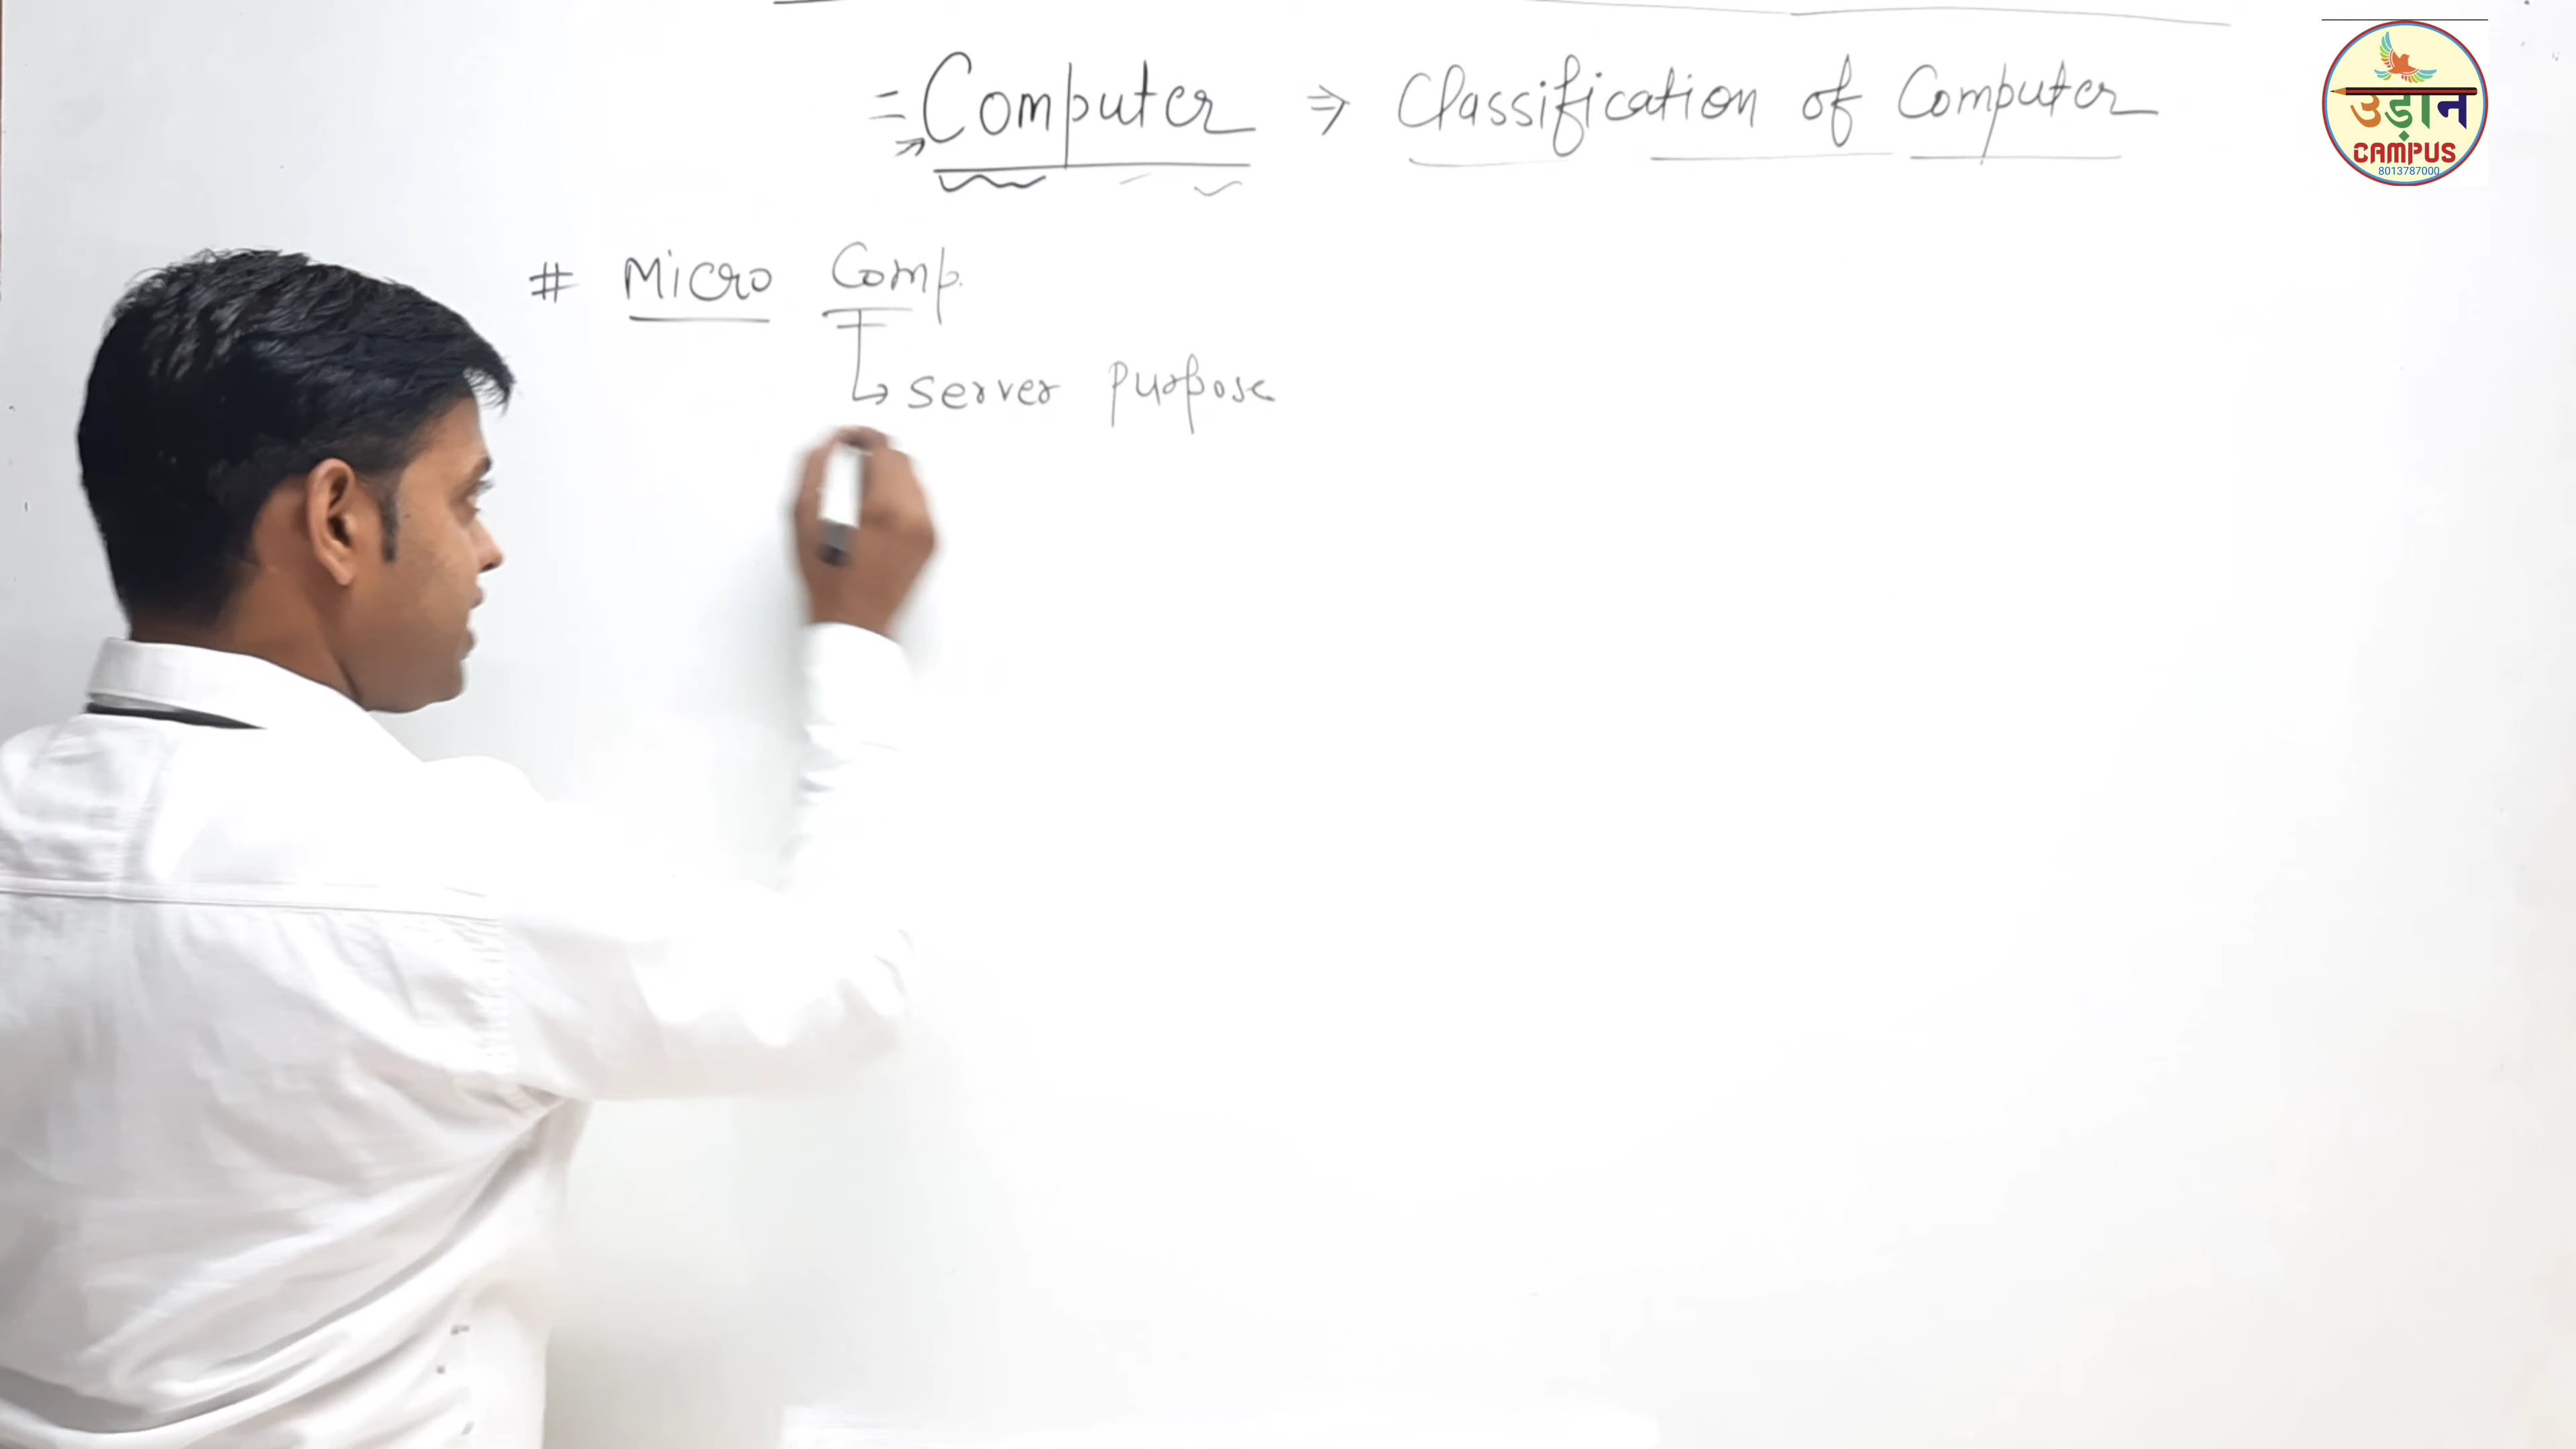 =Computer ⇒ Classification of Computer
# Micro Comp.
↳ server purpose
उड़ान
CAMPUS
8013787000